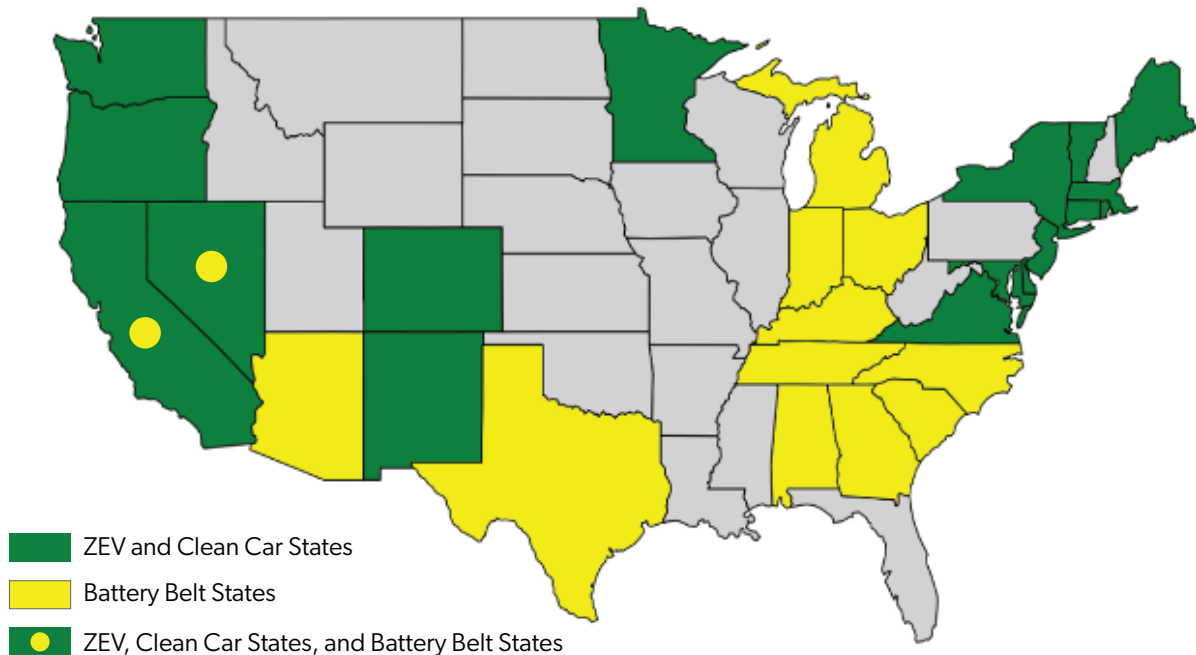 ZEV and Clean Car States
Battery Belt States
ZEV, Clean Car States, and Battery Belt States